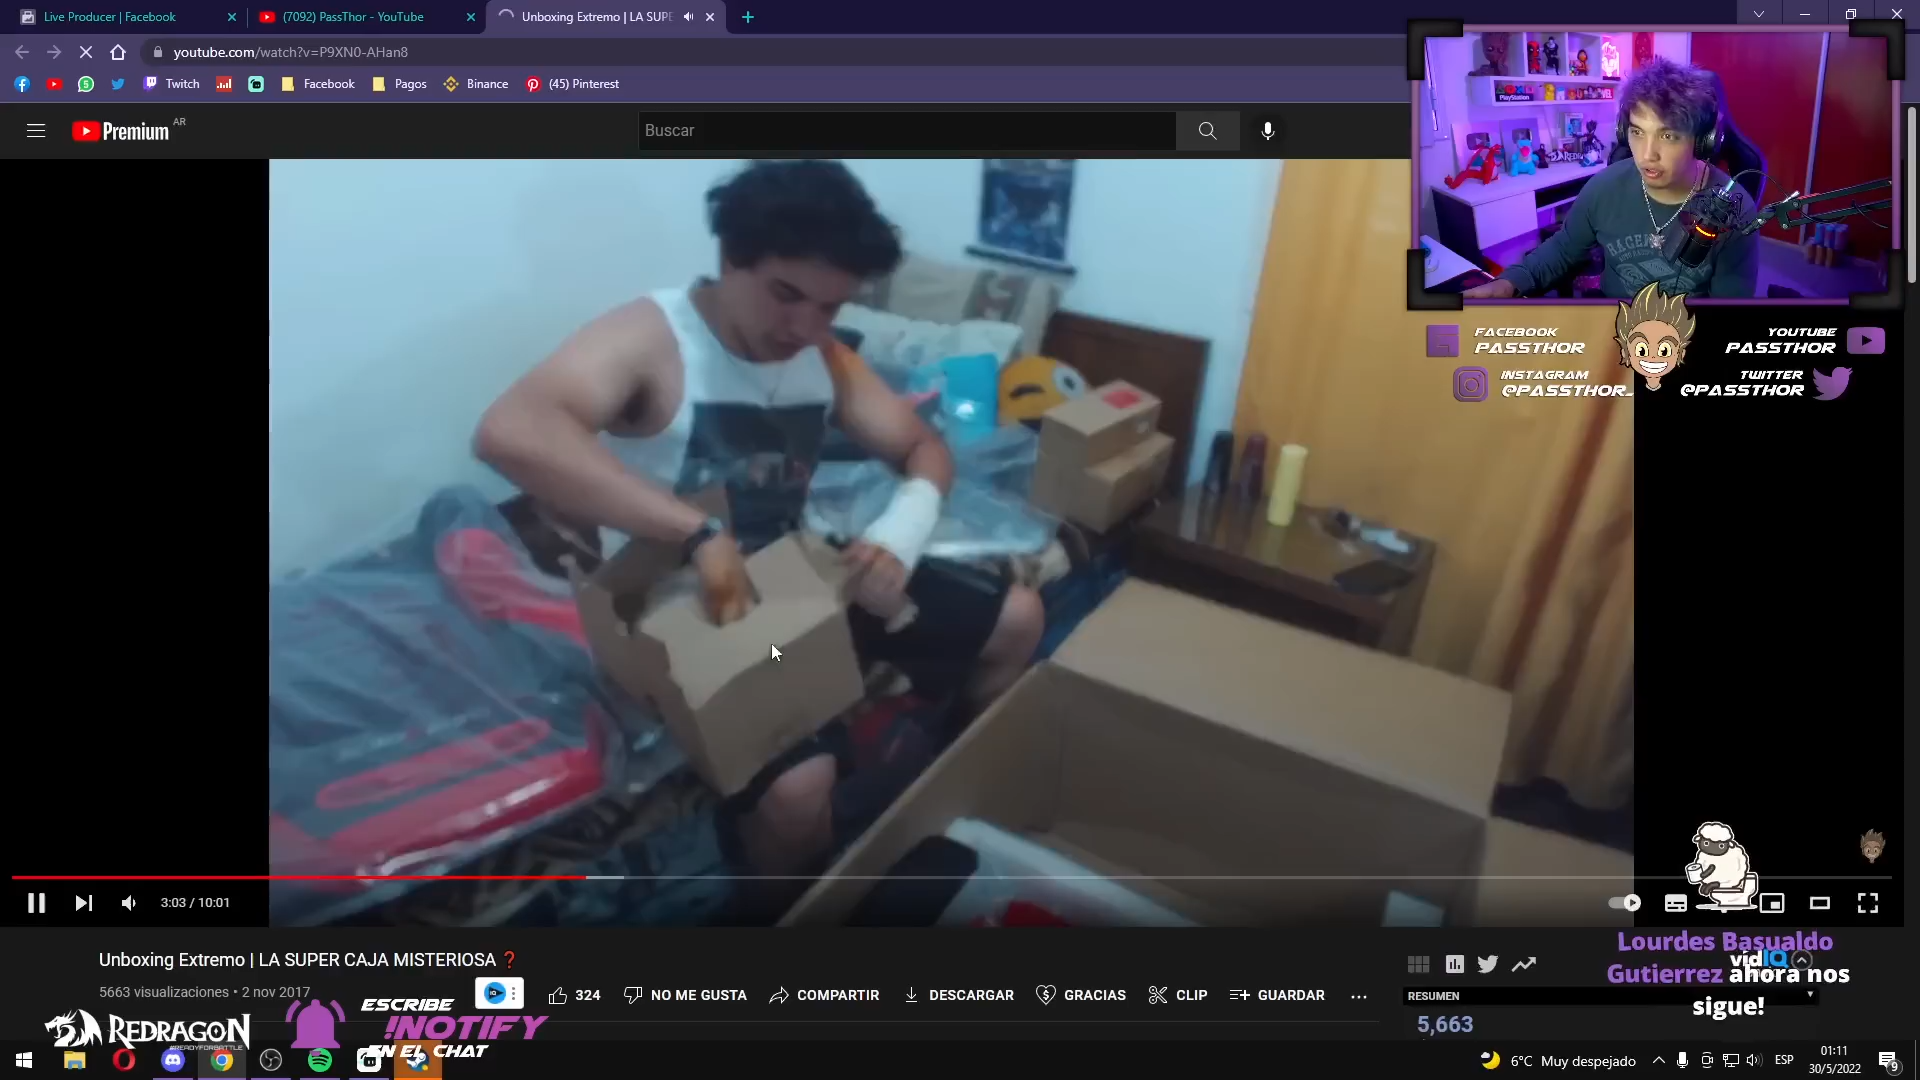 Live Producer | Facebook
(7092) PassThor - YouTube
Unboxing Extremo | LA SUPE
youtube.com/watch?v=P9XN0-AHan8
Twitch
Facebook
Pagos
Binance
(45) Pinterest
Premium AR
Buscar
FACEBOOK
PASSTHOR
YOUTUBE
PASSTHOR
INSTAGRAM
@PASSTHOR_
TWITTER
@PASSTHOR
3:03 / 10:01
Unboxing Extremo | LA SUPER CAJA MISTERIOSA ❓
5663 visualizaciones • 2 nov 2017
324
NO ME GUSTA
COMPARTIR
DESCARGAR
GRACIAS
CLIP
GUARDAR
Lourdes Basualdo
Gutierrez ahora nos
sigue!
vidIQ
RESUMEN
5,663
REDRAGON
#READYFORBATTLE
ESCRIBE
!NOTIFY
EN EL CHAT
6°C Muy despejado
ESP
01:11
30/5/2022
9